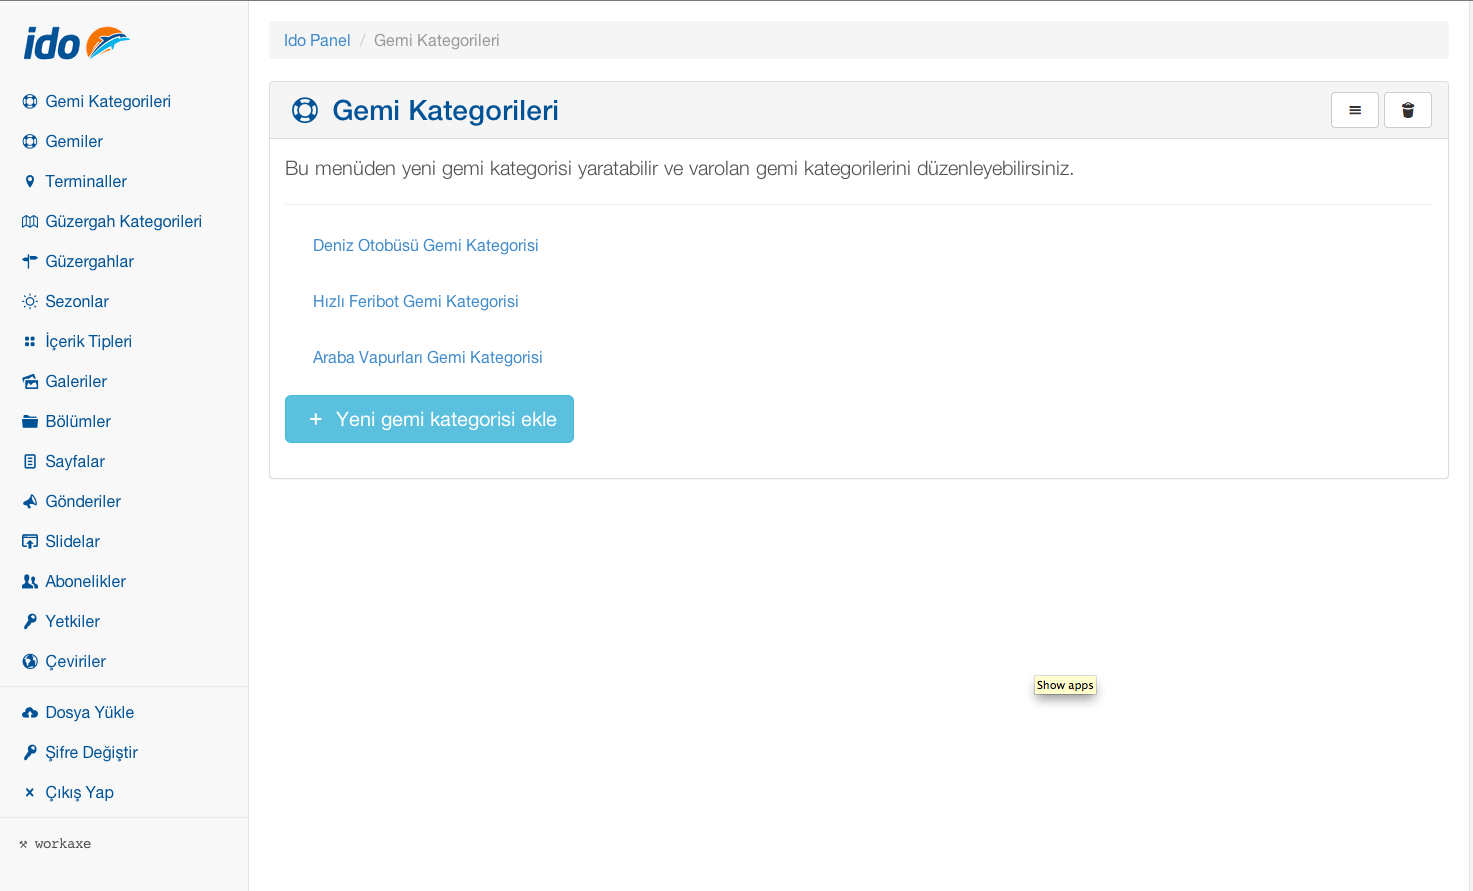 ido
Gemi Kategorileri
Gemiler
Terminaller
Güzergah Kategorileri
Güzergahlar
Sezonlar
İçerik Tipleri
Galeriler
Bölümler
Sayfalar
Gönderiler
Slidelar
Abonelikler
Yetkiler
Çeviriler
Dosya Yükle
Şifre Değiştir
Çıkış Yap
workaxe
Ido Panel / Gemi Kategorileri
Gemi Kategorileri
Bu menüden yeni gemi kategorisi yaratabilir ve varolan gemi kategorilerini düzenleyebilirsiniz.
Deniz Otobüsü Gemi Kategorisi
Hızlı Feribot Gemi Kategorisi
Araba Vapurları Gemi Kategorisi
+ Yeni gemi kategorisi ekle
Show apps